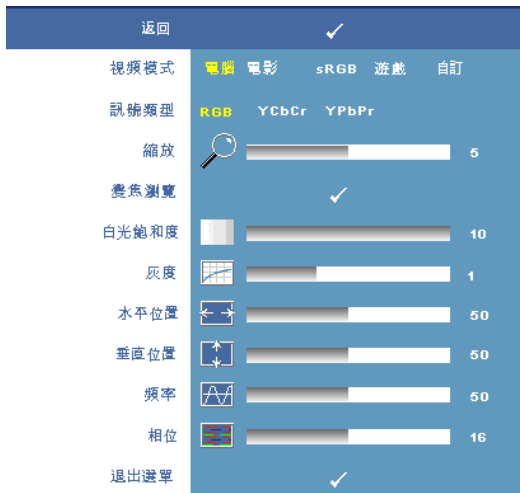 返回
視頻模式 電腦 電影 sRGB 遊戲 自訂
訊號類型 RGB YCbCr YPbPr
縮放 5
變焦瀏覽
白光飽和度 10
灰度 1
水平位置 50
垂直位置 50
頻率 50
相位 16
退出選單